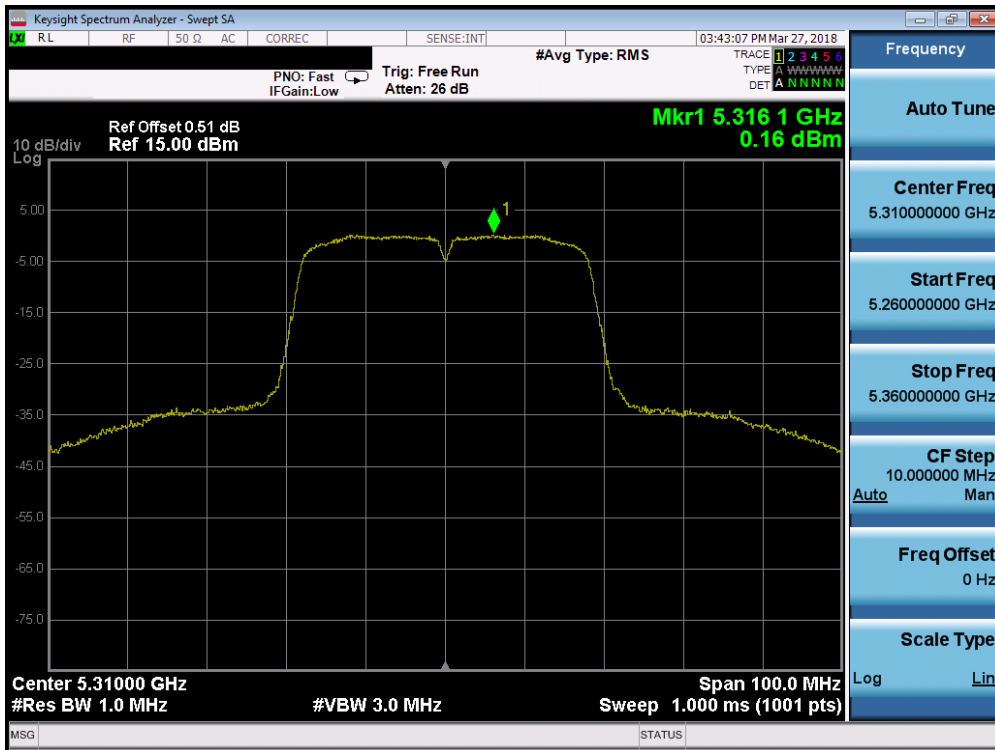 Keysight Spectrum Analyzer - Swept SA
LXI RL RF 50 Ω AC CORREC SENSE:INT 03:43:07 PM Mar 27, 2018
#Avg Type: RMS
TRACE 1 2 3 4 5 6
TYPE A WWWWW
DET A N N N N N
PNO: Fast
IFGain:Low
Trig: Free Run
Atten: 26 dB
Mkr1 5.316 1 GHz
0.16 dBm
Ref Offset 0.51 dB
10 dB/div Ref 15.00 dBm
Log
1
5.00
-5.00
-15.0
-25.0
-35.0
-45.0
-55.0
-65.0
-75.0
Center 5.31000 GHz
Span 100.0 MHz
#Res BW 1.0 MHz
#VBW 3.0 MHz
Sweep 1.000 ms (1001 pts)
MSG
STATUS
Frequency
Auto Tune
Center Freq
5.310000000 GHz
Start Freq
5.260000000 GHz
Stop Freq
5.360000000 GHz
CF Step
10.000000 MHz
Auto Man
Freq Offset
0 Hz
Scale Type
Log Lin